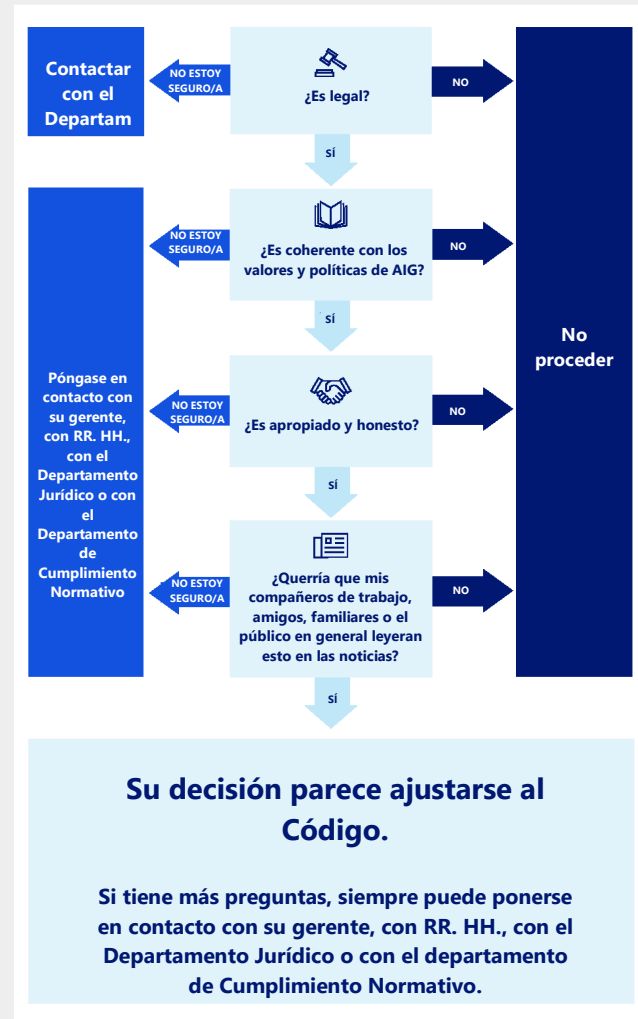 Contactar
con el
Departam
NO ESTOY
SEGURO/A
¿Es legal?
NO
SÍ
NO ESTOY
SEGURO/A
¿Es coherente con los
valores y políticas de AIG?
NO
SÍ
No
proceder
Póngase en
contacto con
su gerente,
con RR. HH.,
con el
Departamento
Jurídico o con
el
Departamento
de
Cumplimiento
Normativo
NO ESTOY
SEGURO/A
¿Es apropiado y honesto?
NO
SÍ
NO ESTOY
SEGURO/A
¿Querría que mis
compañeros de trabajo,
amigos, familiares o el
público en general leyeran
esto en las noticias?
NO
SÍ
Su decisión parece ajustarse al
Código.
Si tiene más preguntas, siempre puede ponerse
en contacto con su gerente, con RR. HH., con el
Departamento Jurídico o con el departamento
de Cumplimiento Normativo.